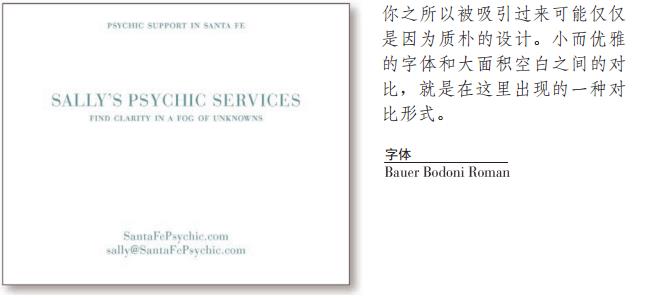 PSYCHIC SUPPORT IN SANTA FE
SALLY'S PSYCHIC SERVICES
FIND CLARITY IN A FOG OF UNKNOWNS
SantaFePsychic.com
sally@SantaFePsychic.com
你之所以被吸引过来可能仅仅
是因为质朴的设计。小而优雅
的字体和大面积空白之间的对
比，就是在这里出现的一种对
比形式。
字体
Bauer Bodoni Roman